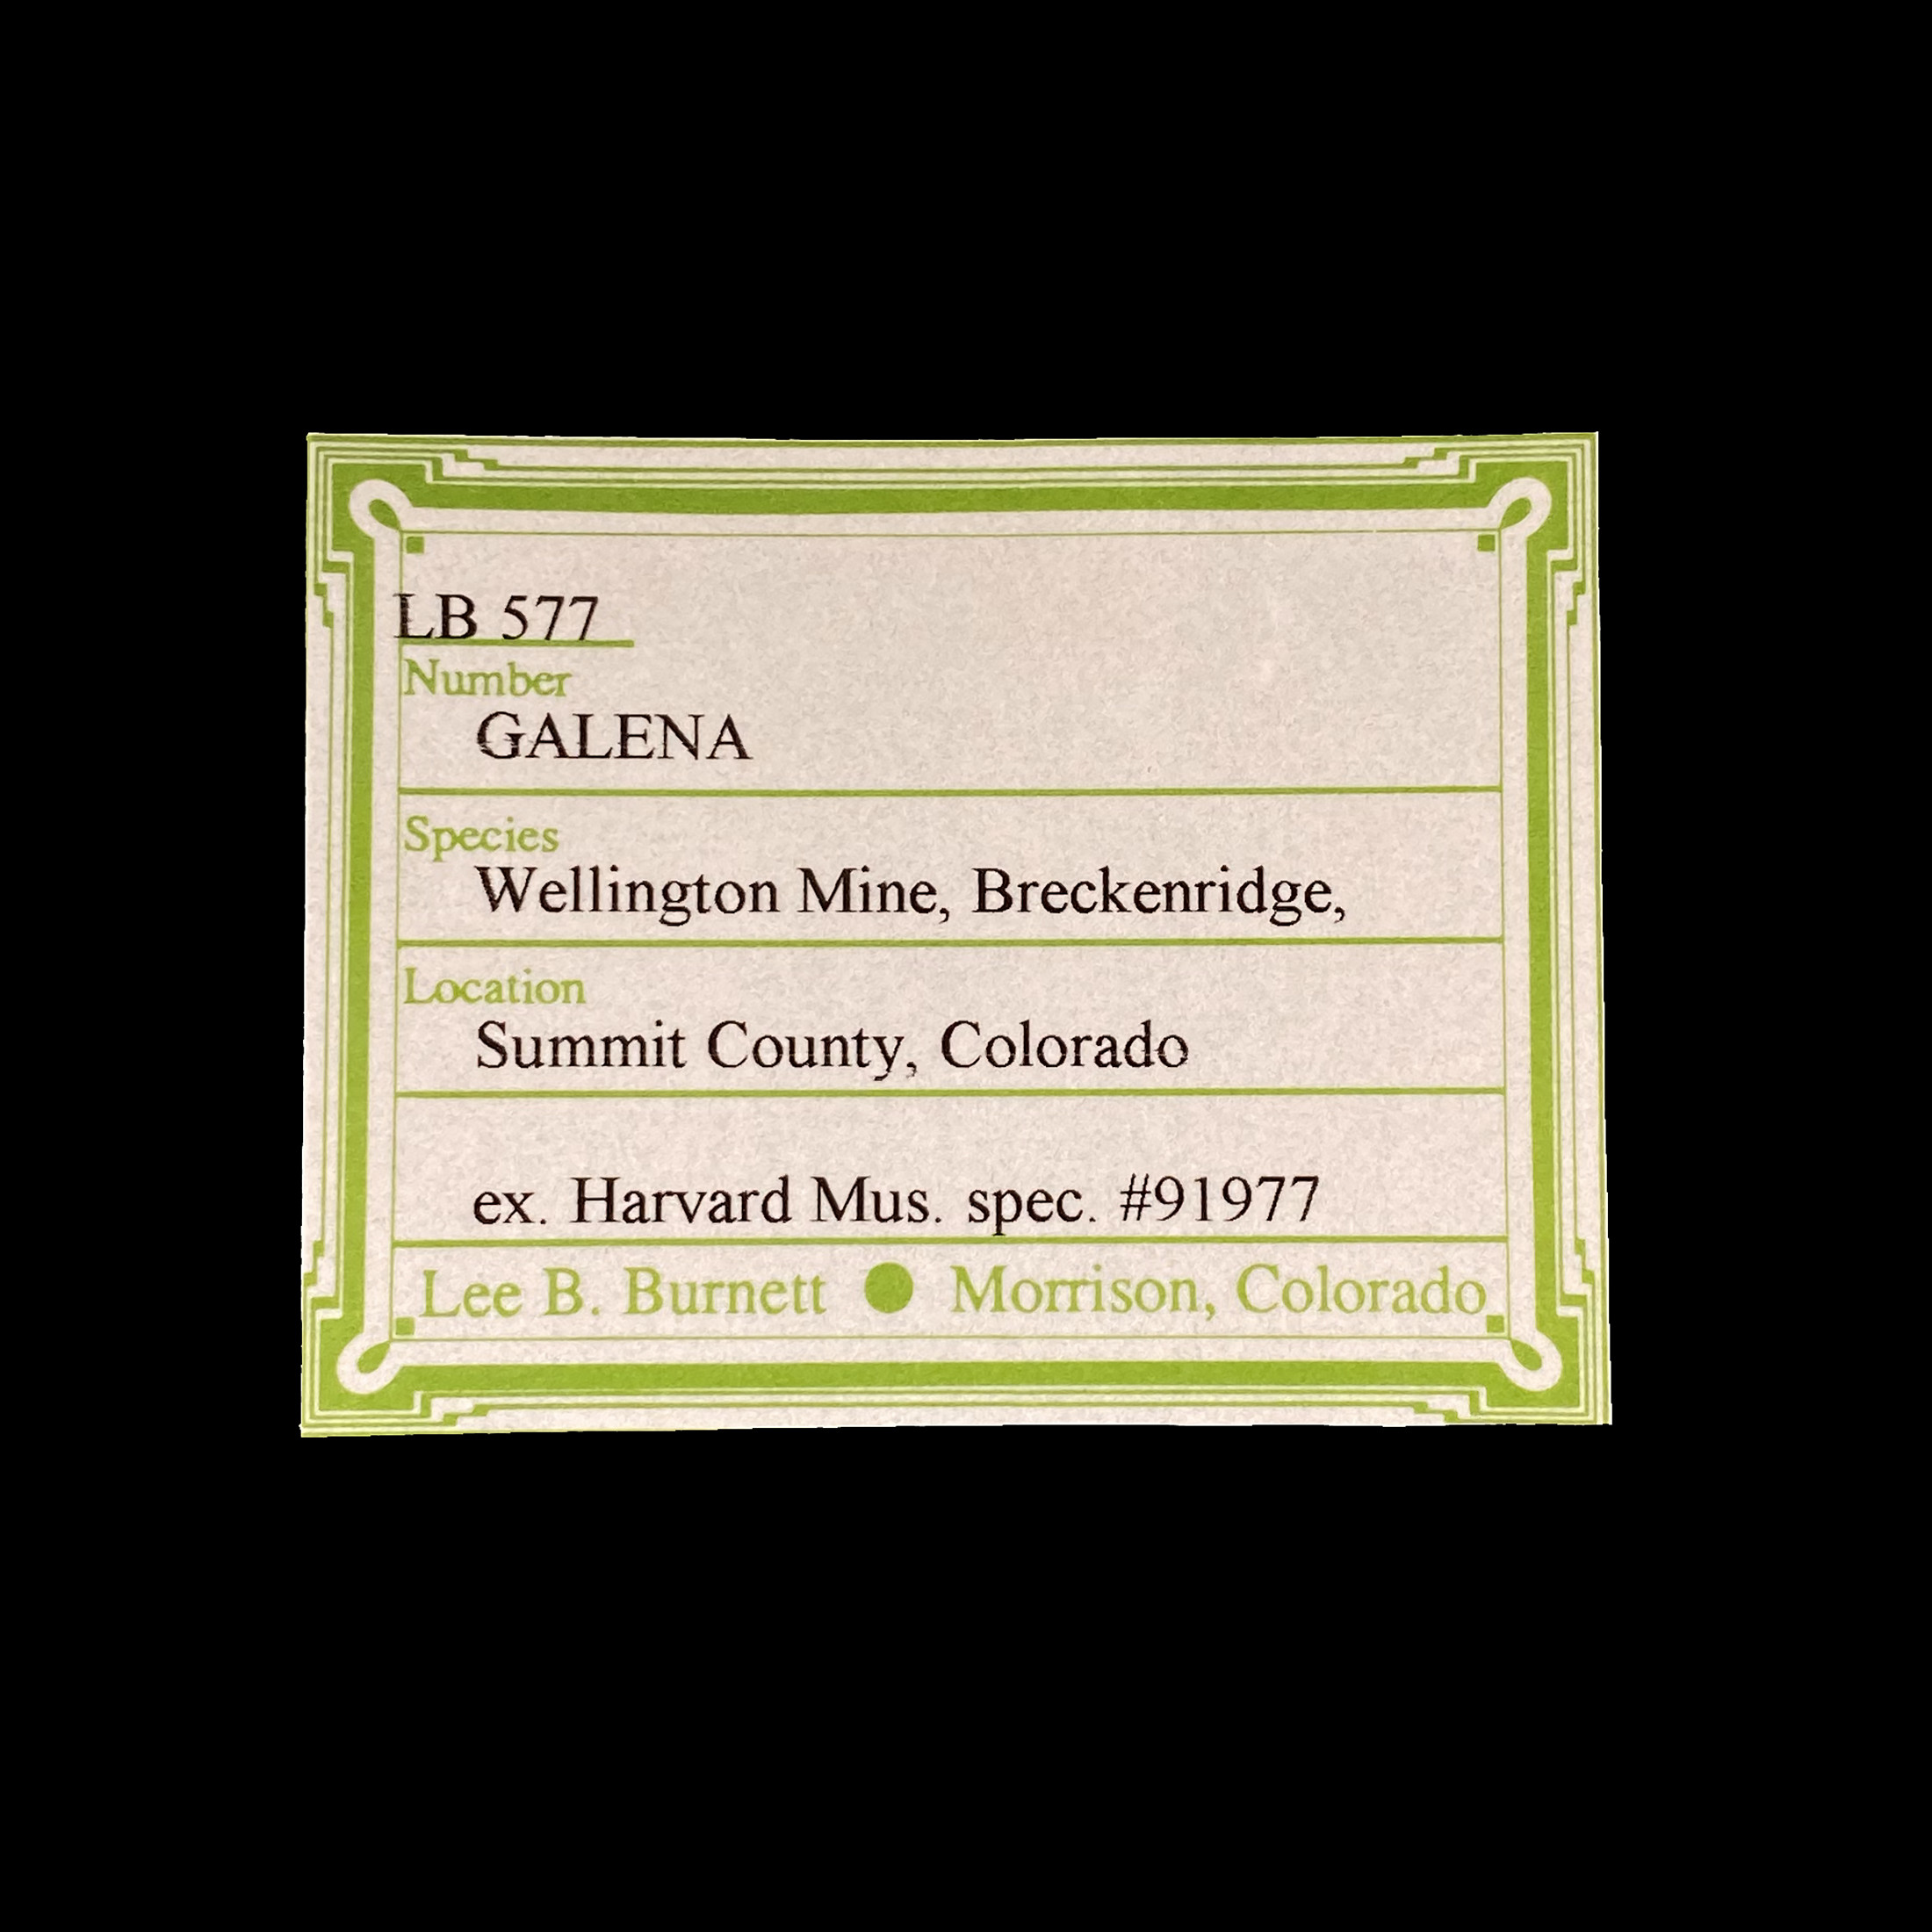 LB 577
Number
GALENA
Species
Wellington Mine, Breckenridge,
Location
Summit County, Colorado
ex. Harvard Mus. spec. #91977
Lee B. Burnett ● Morrison, Colorado